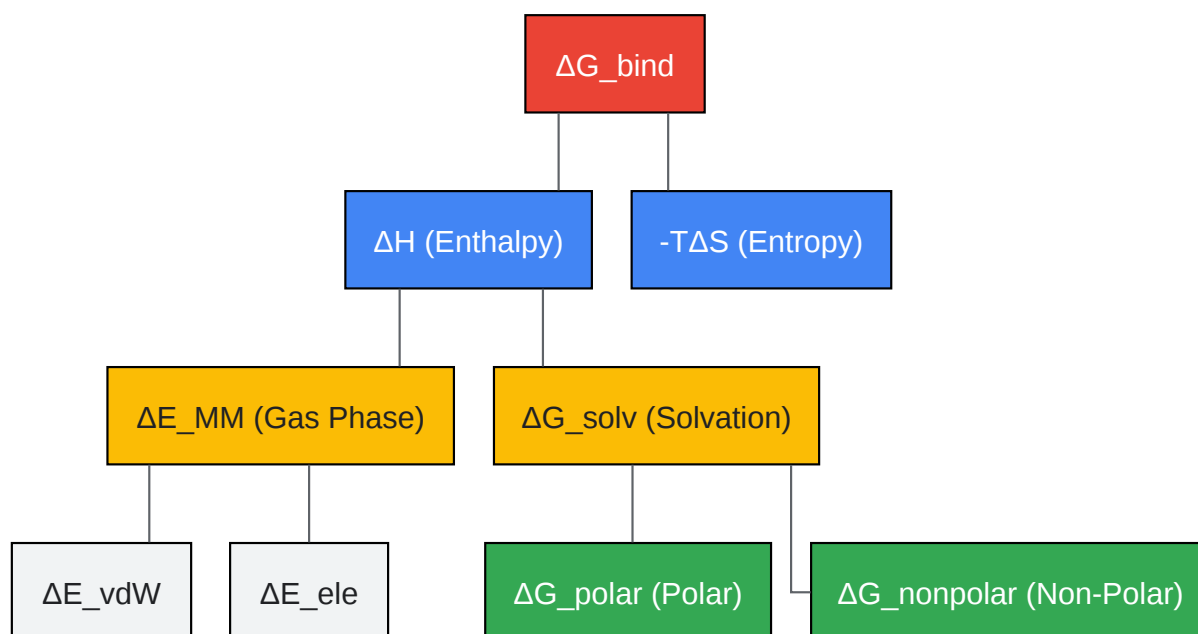 ΔG_bind
ΔH (Enthalpy)
-TΔS (Entropy)
ΔE_MM (Gas Phase)
ΔG_solv (Solvation)
ΔE_vdW
ΔE_ele
ΔG_polar (Polar)
ΔG_nonpolar (Non-Polar)